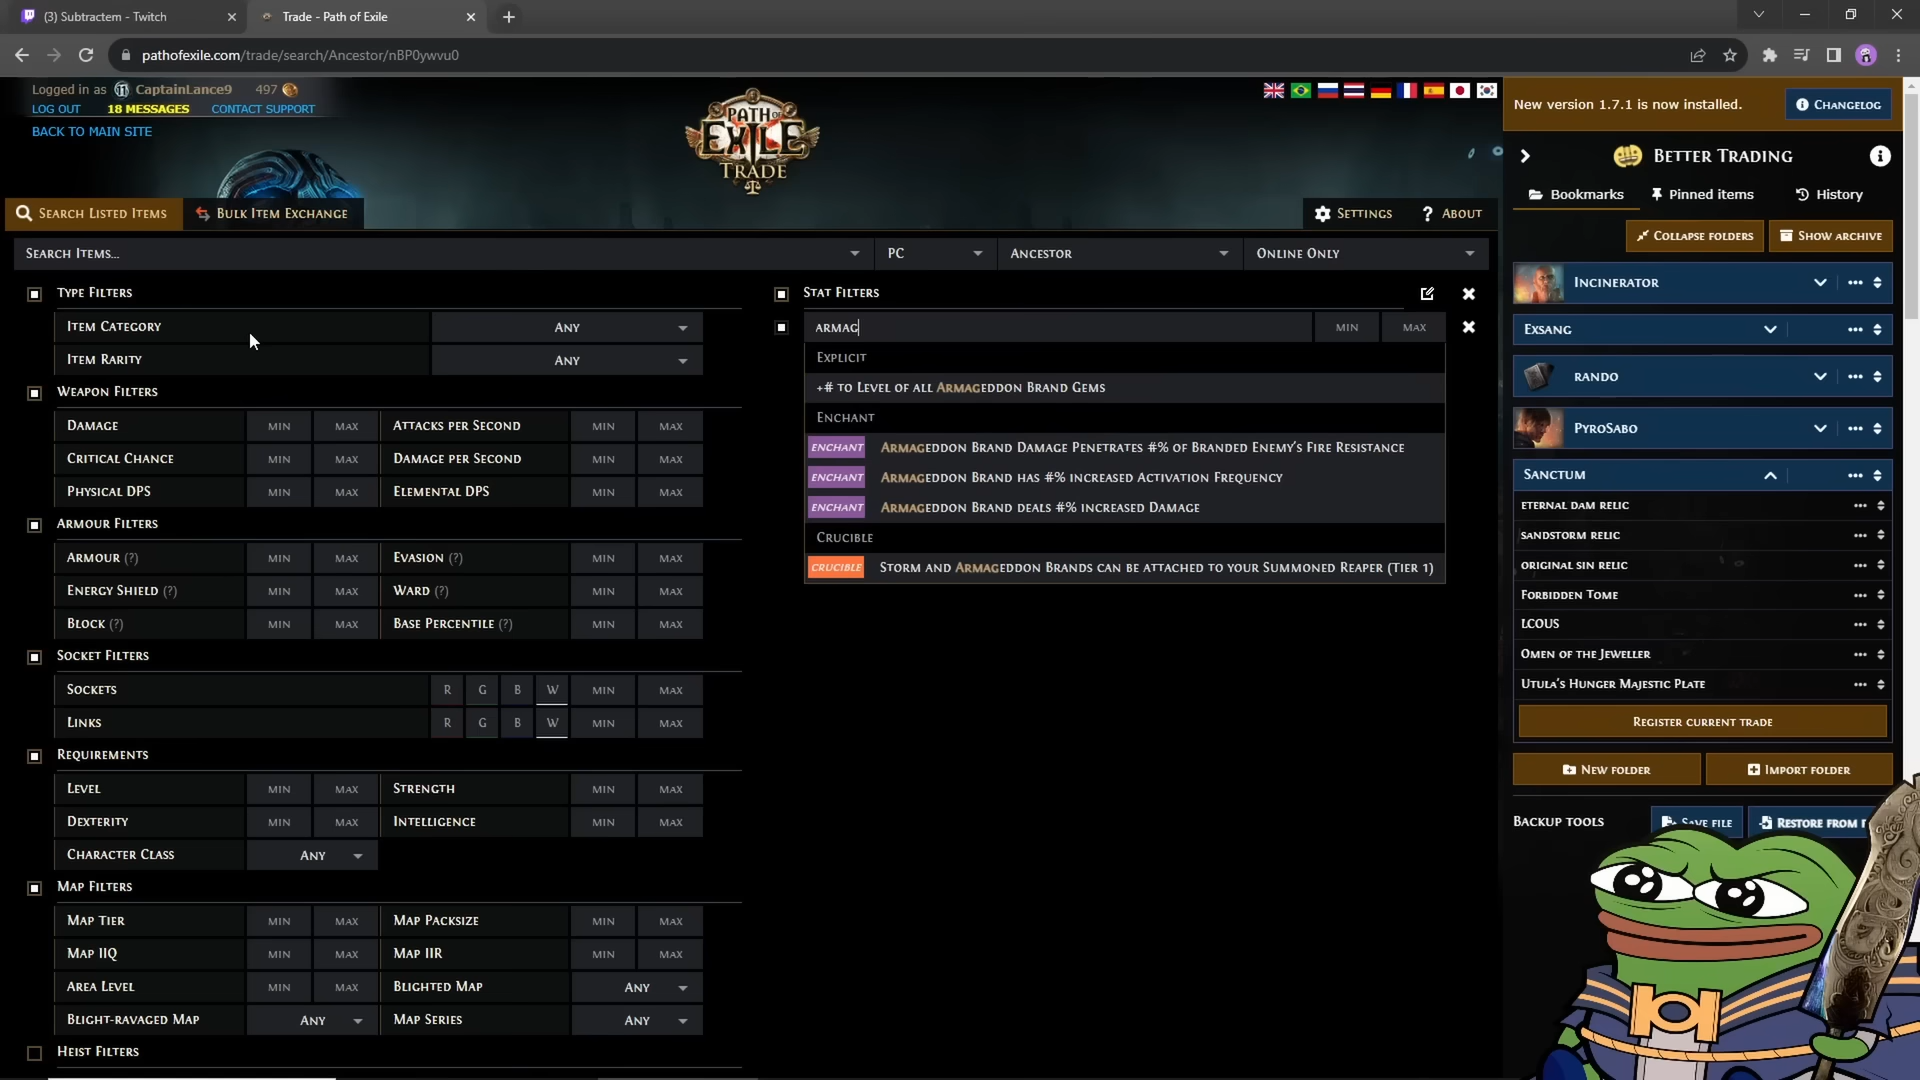 (3) Subtractem - Twitch
Trade - Path of Exile
pathofexile.com/trade/search/Ancestor/nBP0ywvu0
Logged in as CaptainLance9 497
LOG OUT 18 MESSAGES CONTACT SUPPORT
BACK TO MAIN SITE
PATH OF EXILE TRADE
New version 1.7.1 is now installed.
Changelog
Better Trading
Bookmarks Pinned items History
Collapse folders Show archive
Search Listed Items Bulk Item Exchange
Settings About
Search Items... PC Ancestor Online Only
Type Filters
Item Category Any
Item Rarity Any
Weapon Filters
Damage MIN MAX Attacks per Second MIN MAX
Critical Chance MIN MAX Damage per Second MIN MAX
Physical DPS MIN MAX Elemental DPS MIN MAX
Armour Filters
Armour (?) MIN MAX Evasion (?) MIN MAX
Energy Shield (?) MIN MAX Ward (?) MIN MAX
Block (?) MIN MAX Base Percentile (?) MIN MAX
Socket Filters
Sockets R G B W MIN MAX
Links R G B W MIN MAX
Requirements
Level MIN MAX Strength MIN MAX
Dexterity MIN MAX Intelligence MIN MAX
Character Class Any
Map Filters
Map Tier MIN MAX Map Packsize MIN MAX
Map IIQ MIN MAX Map IIR MIN MAX
Area Level MIN MAX Blighted Map Any
Blight-ravaged Map Any Map Series Any
Heist Filters
Stat Filters
armag MIN MAX
Explicit
+# to Level of all Armageddon Brand Gems
Enchant
enchant Armageddon Brand Damage Penetrates #% of Branded Enemy's Fire Resistance
enchant Armageddon Brand has #% increased Activation Frequency
enchant Armageddon Brand deals #% increased Damage
Crucible
crucible Storm and Armageddon Brands can be attached to your Summoned Reaper (Tier 1)
Incinerator
Exsang
RANDO
PyroSabo
Sanctum
eternal dam relic
sandstorm relic
original sin relic
Forbidden Tome
LCOUS
Omen of the Jeweller
Utula's Hunger Majestic Plate
Register current trade
New folder Import folder
Backup tools Save file Restore from